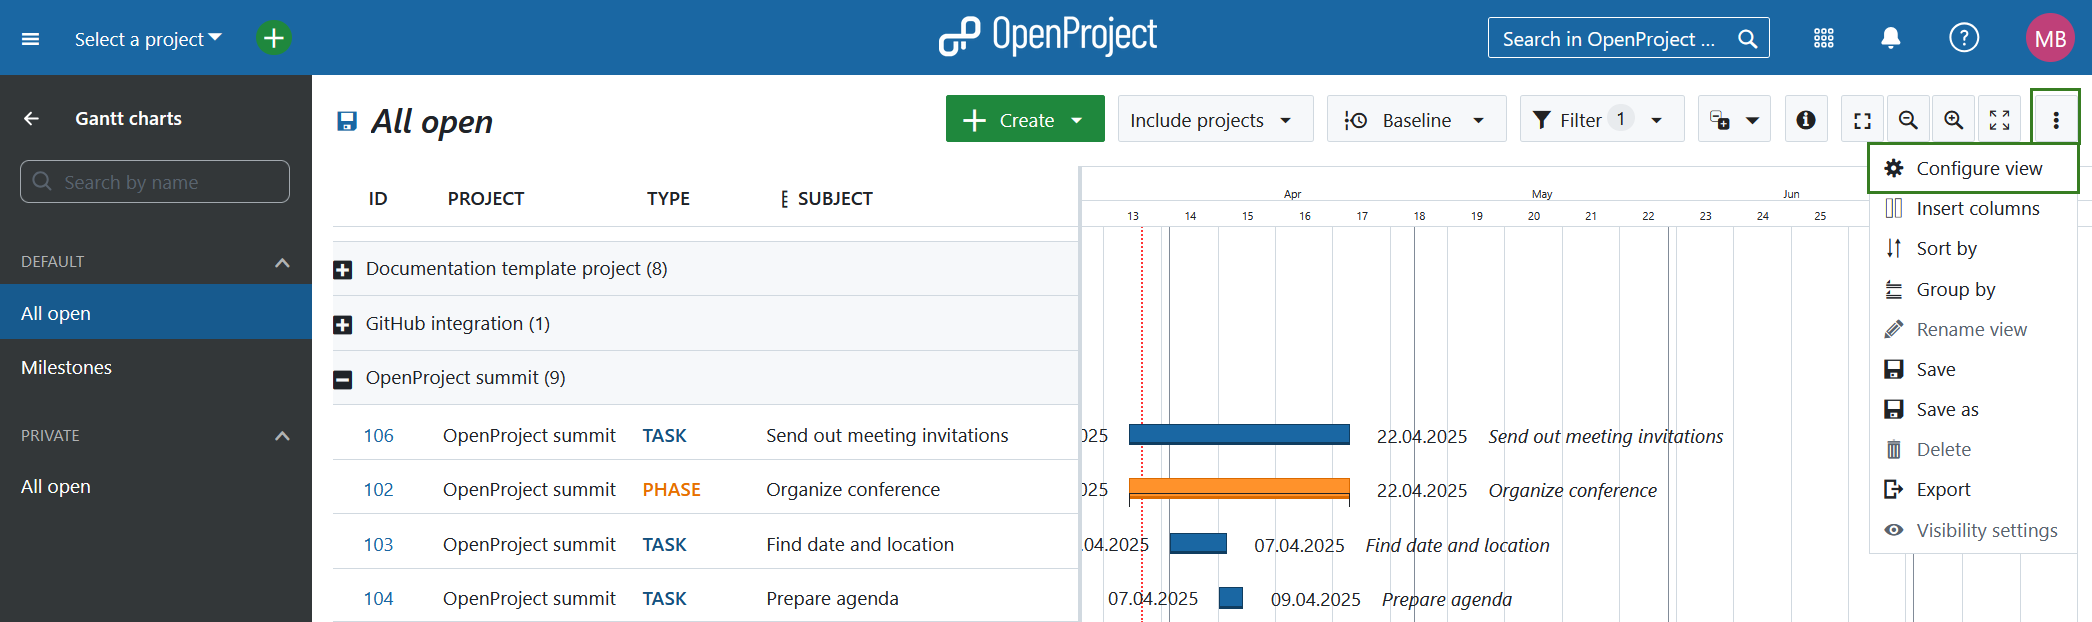 Select a project
OpenProject
Search in OpenProject ...
MB
Gantt charts
Search by name
DEFAULT
All open
Milestones
PRIVATE
All open
All open
Create
Include projects
Baseline
Filter 1
ID PROJECT TYPE SUBJECT
Apr May Jun
13 14 15 16 17 18 19 20 21 22 23 24 25
Documentation template project (8)
GitHub integration (1)
OpenProject summit (9)
106 OpenProject summit TASK Send out meeting invitations
102 OpenProject summit PHASE Organize conference
103 OpenProject summit TASK Find date and location
104 OpenProject summit TASK Prepare agenda
025 22.04.2025 Send out meeting invitations
025 22.04.2025 Organize conference
.04.2025 07.04.2025 Find date and location
07.04.2025 09.04.2025 Prepare agenda
Configure view
Insert columns
Sort by
Group by
Rename view
Save
Save as
Delete
Export
Visibility settings